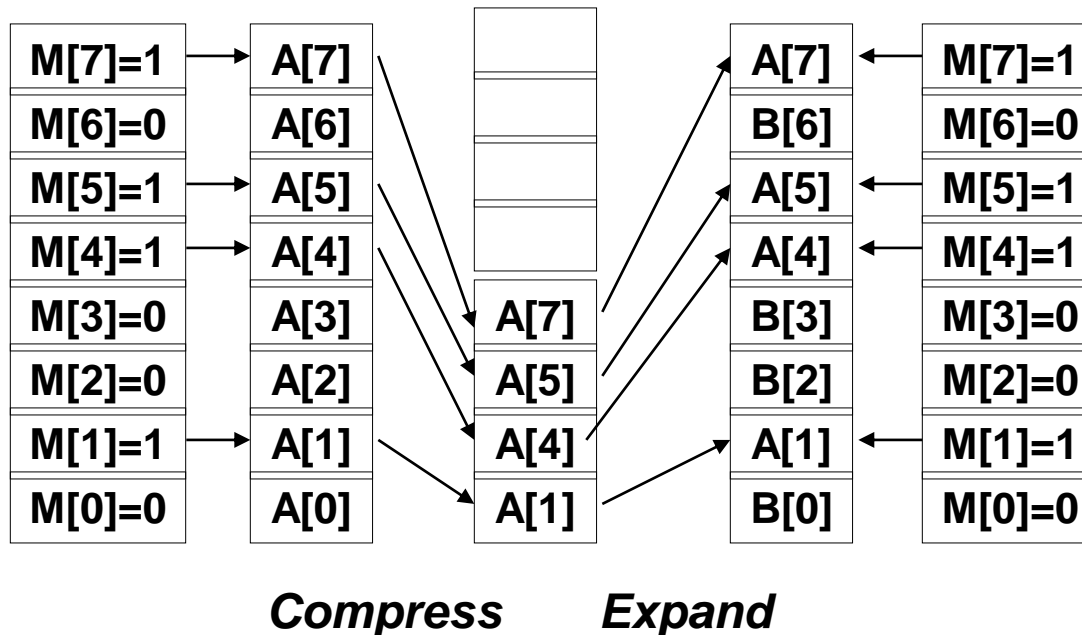 M[7]=1 A[7] A[7] M[7]=1
M[6]=0 A[6] B[6] M[6]=0
M[5]=1 A[5] A[5] M[5]=1
M[4]=1 A[4] A[4] M[4]=1
M[3]=0 A[3] A[7] B[3] M[3]=0
M[2]=0 A[2] A[5] B[2] M[2]=0
M[1]=1 A[1] A[4] A[1] M[1]=1
M[0]=0 A[0] A[1] B[0] M[0]=0
Compress Expand